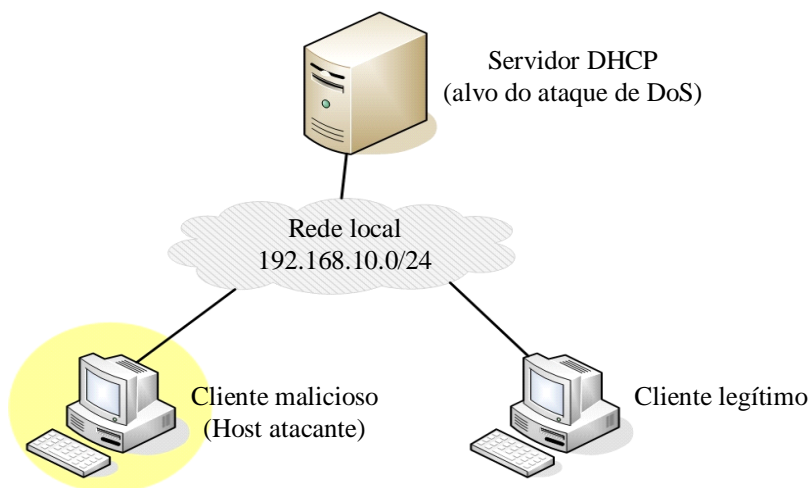 Servidor DHCP
(alvo do ataque de DoS)
Rede local
192.168.10.0/24
Cliente malicioso
(Host atacante)
Cliente legítimo